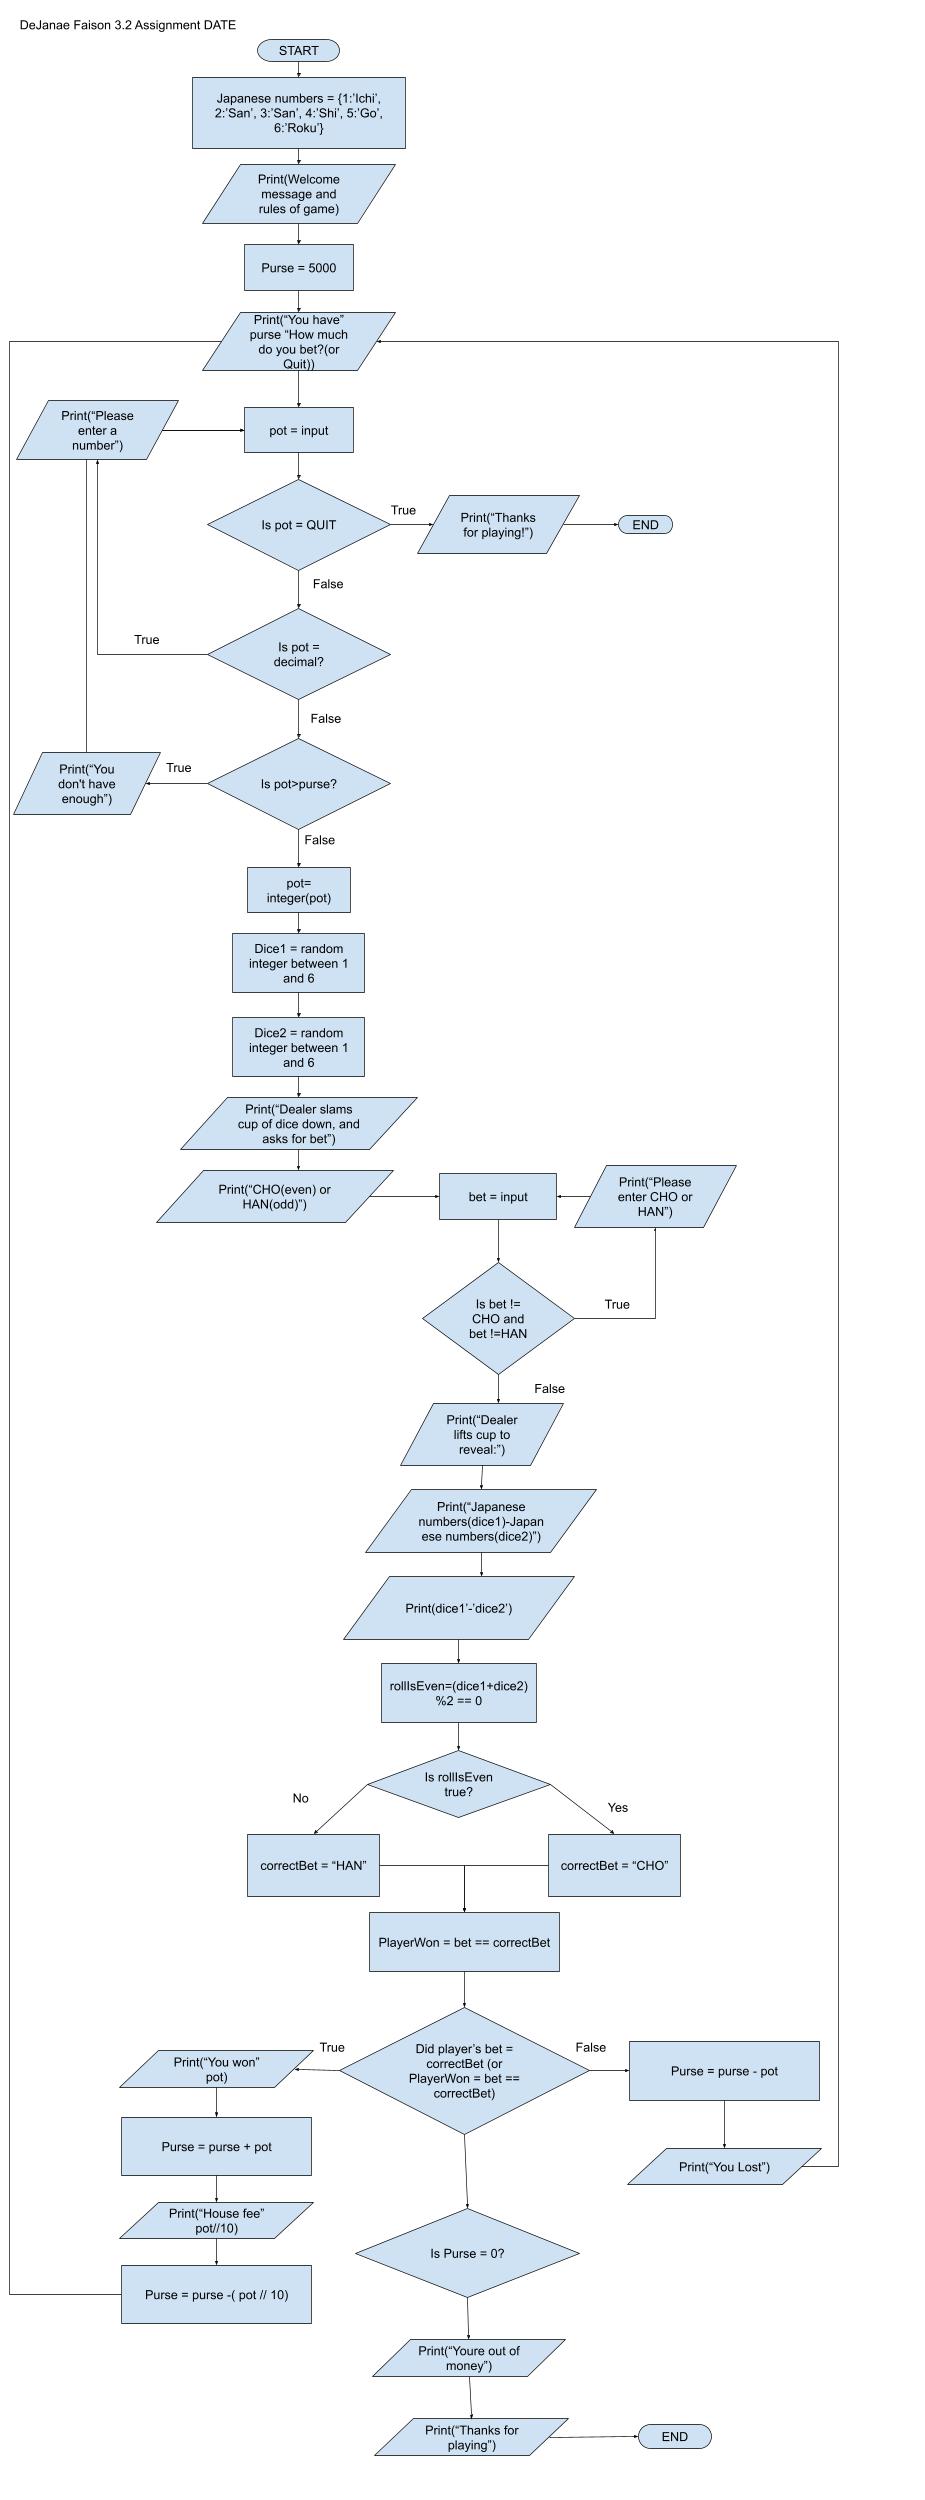 DeJanae Faison 3.2 Assignment DATE
START
Japanese numbers = {1:’Ichi’,
2:’San’, 3:’San’, 4:’Shi’, 5:’Go’,
6:’Roku’}
Print(Welcome
message and
rules of game)
Purse = 5000
Print(“You have”
purse “How much
do you bet?(or
Quit))
Print(“Please
enter a
number”)
pot = input
Is pot = QUIT
True
Print(“Thanks
for playing!”)
END
False
Is pot =
decimal?
True
False
Is pot>purse?
True
Print(“You
don't have
enough”)
False
pot=
integer(pot)
Dice1 = random
integer between 1
and 6
Dice2 = random
integer between 1
and 6
Print(“Dealer slams
cup of dice down, and
asks for bet”)
Print(“CHO(even) or
HAN(odd)”)
bet = input
Print(“Please
enter CHO or
HAN”)
Is bet !=
CHO and
bet !=HAN
True
False
Print(“Dealer
lifts cup to
reveal:”)
Print(“Japanese
numbers(dice1)-Japan
ese numbers(dice2)”)
Print(dice1’-’dice2’)
rollIsEven=(dice1+dice2)
%2 == 0
Is rollIsEven
true?
No
Yes
correctBet = “HAN”
correctBet = “CHO”
PlayerWon = bet == correctBet
Did player’s bet =
correctBet (or
PlayerWon = bet ==
correctBet)
True
False
Print(“You won”
pot)
Purse = purse - pot
Purse = purse + pot
Print(“You Lost”)
Print(“House fee”
pot//10)
Is Purse = 0?
Purse = purse -( pot // 10)
Print(“Youre out of
money”)
Print(“Thanks for
playing”)
END